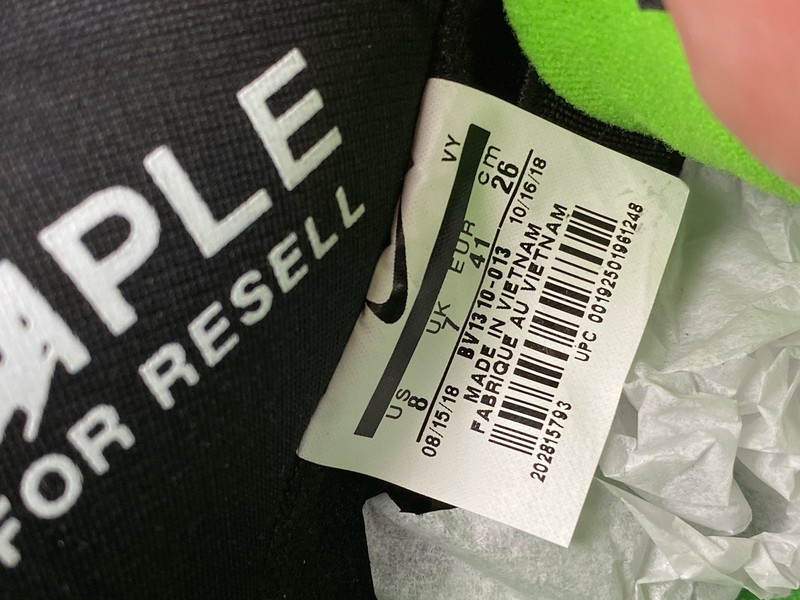 APLE
FOR RESELL
VY
US UK EUR cm
8 7 41 26
08/15/18 BV1310-013 10/16/18
MADE IN VIETNAM
FABRIQUE AU VIETNAM
202815793 UPC 00192501961248